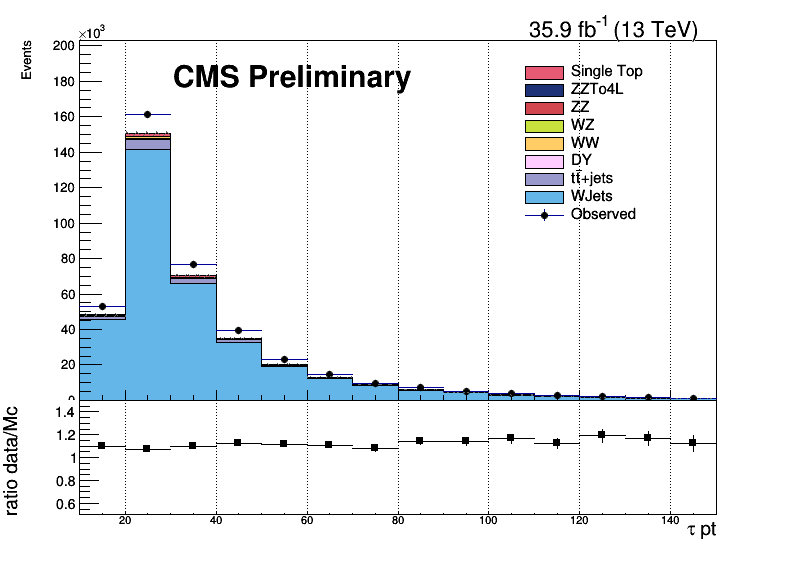 35.9 fb⁻¹ (13 TeV)
×10³
Events
CMS Preliminary
200
180
160
140
120
100
80
60
40
20
0
Single Top
ZZTo4L
ZZ
WZ
WW
DY
tt̄+jets
WJets
Observed
ratio data/Mc
1.4
1.2
1
0.8
0.6
20 40 60 80 100 120 140
τ pt